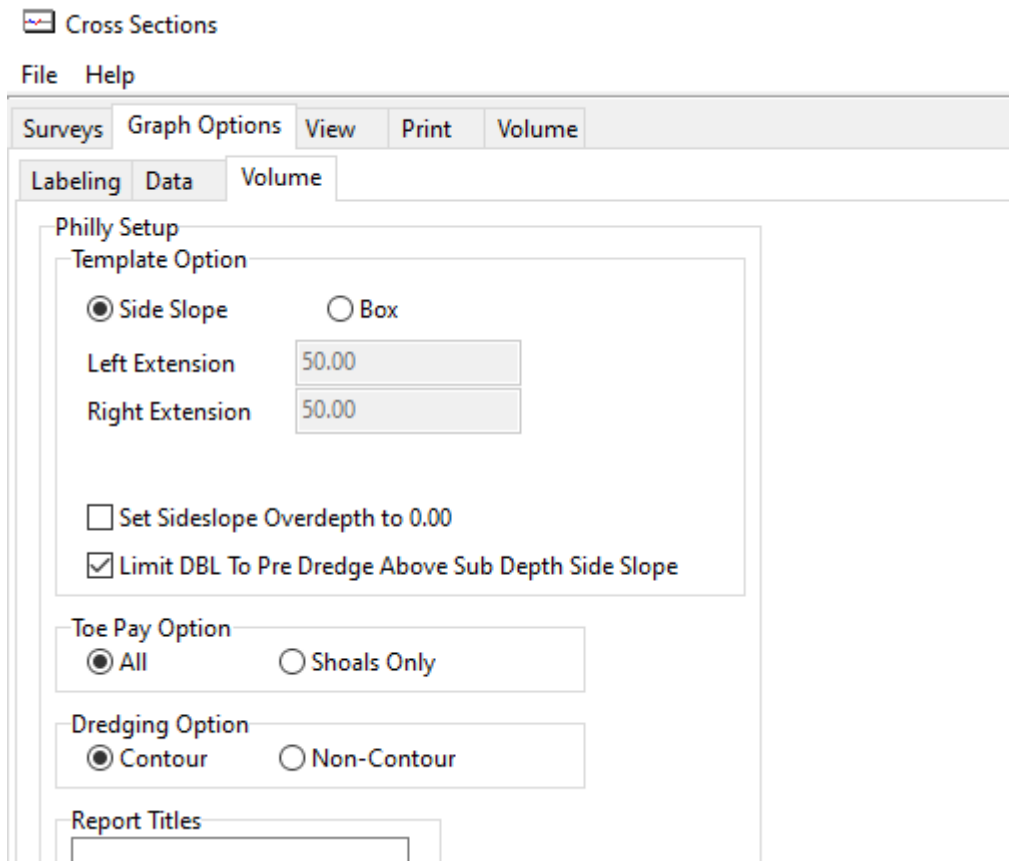 Cross Sections
File Help
Surveys Graph Options View Print Volume
Labeling Data Volume
Philly Setup
Template Option
Side Slope Box
Left Extension 50.00
Right Extension 50.00
Set Sideslope Overdepth to 0.00
Limit DBL To Pre Dredge Above Sub Depth Side Slope
Toe Pay Option
All Shoals Only
Dredging Option
Contour Non-Contour
Report Titles